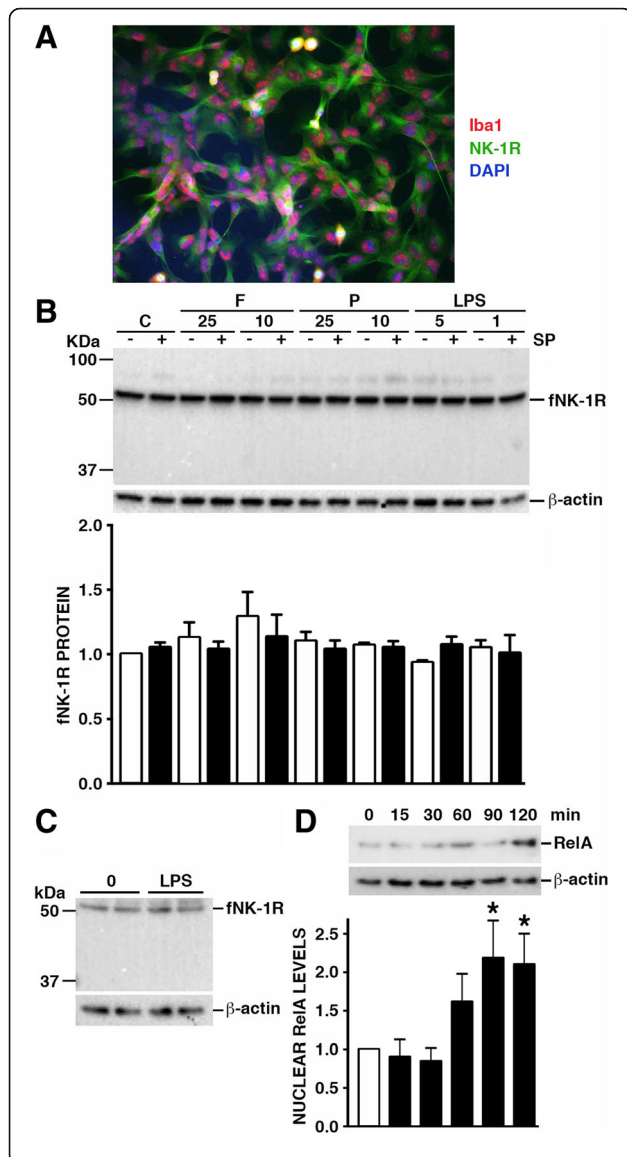 A
Iba1
NK-1R
DAPI
B
F P LPS
C 25 10 25 10 5 1
KDa - + - + - + - + - + - + - + SP
100
50 fNK-1R
37
β-actin
2.0
1.5
1.0
0.5
0.0
fNK-1R PROTEIN
C
0 LPS
kDa
50 fNK-1R
37
β-actin
D
0 15 30 60 90 120 min
RelA
β-actin
* *
2.5
2.0
1.5
1.0
0.5
0.0
NUCLEAR RelA LEVELS